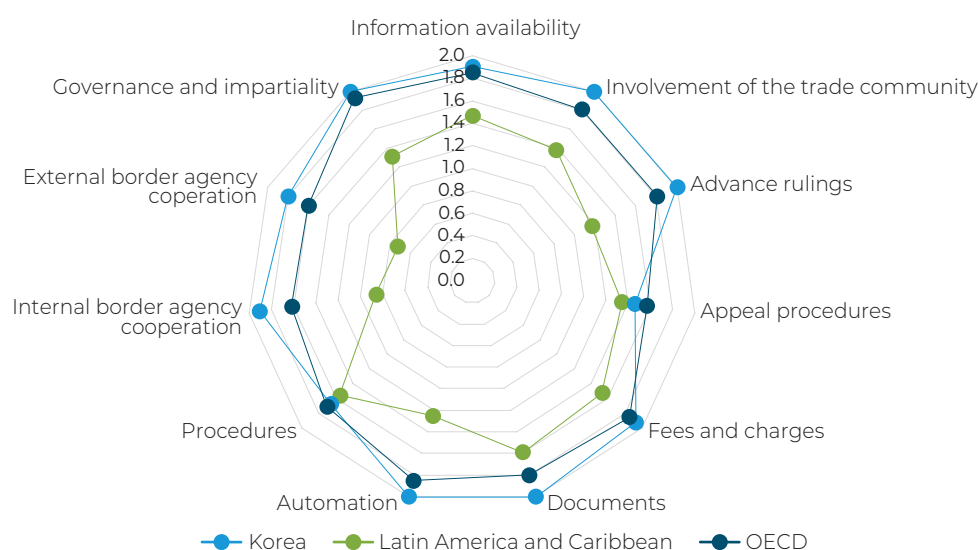 Information availability
2.0
1.8
1.6
1.4
1.2
1.0
0.8
0.6
0.4
0.2
0.0
Governance and impartiality
Involvement of the trade community
External border agency
coperation
Advance rulings
Internal border agency
cooperation
Appeal procedures
Procedures
Fees and charges
Automation
Documents
Korea
Latin America and Caribbean
OECD